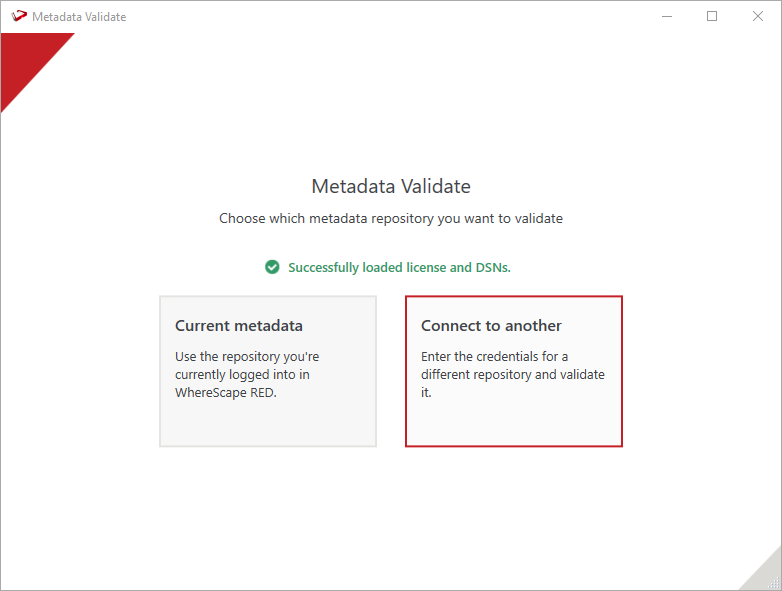 Metadata Validate
Metadata Validate
Choose which metadata repository you want to validate
Successfully loaded license and DSNs.
Current metadata
Use the repository you're
currently logged into in
WhereScape RED.
Connect to another
Enter the credentials for a
different repository and validate
it.